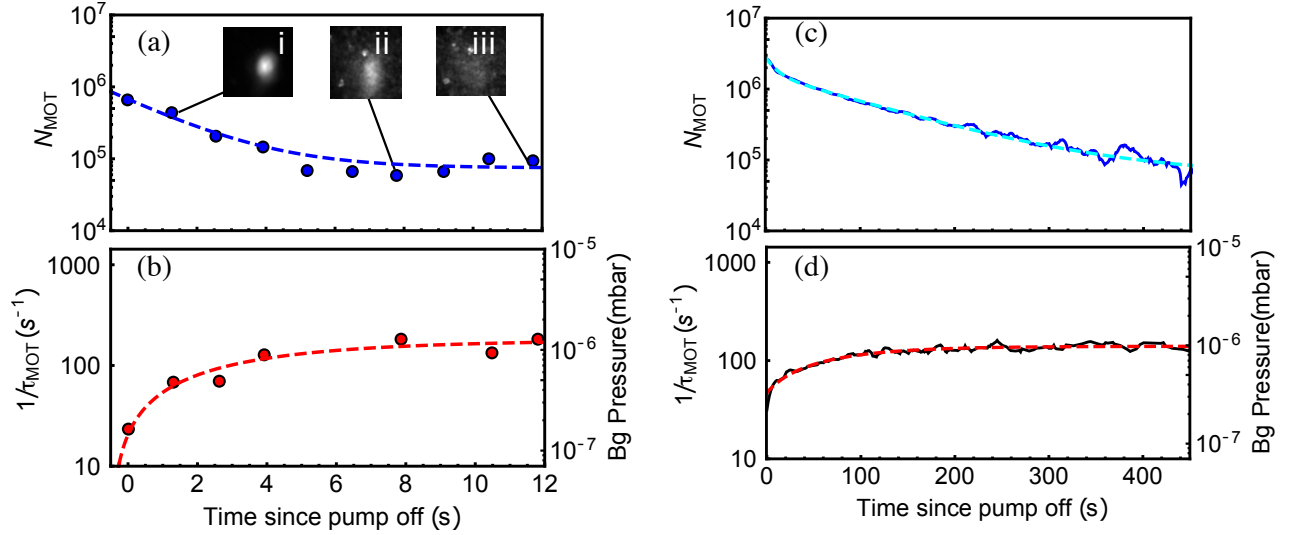 (a)
i
ii
iii
10^7
10^6
10^5
10^4
N_MOT
(b)
1000
100
10
1/τ_MOT (s^−1)
10^-5
10^-6
10^-7
Bg Pressure(mbar)
0 2 4 6 8 10 12
Time since pump off (s)
(c)
10^7
10^6
10^5
10^4
N_MOT
(d)
1000
100
10
1/τ_MOT (s^−1)
10^-5
10^-6
10^-7
Bg Pressure(mbar)
0 100 200 300 400
Time since pump off (s)